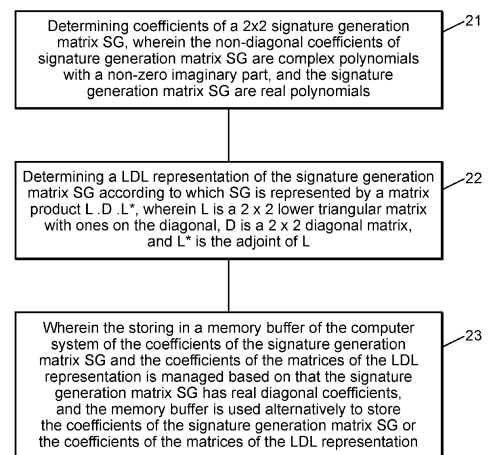 Determining coefficients of a 2x2 signature generation
matrix SG, wherein the non-diagonal coefficients of
signature generation matrix SG are complex polynomials
with a non-zero imaginary part, and the signature
generation matrix SG are real polynomials
21
Determining a LDL representation of the signature generation
matrix SG according to which SG is represented by a matrix
product L .D .L*, wherein L is a 2 x 2 lower triangular matrix
with ones on the diagonal, D is a 2 x 2 diagonal matrix,
and L* is the adjoint of L
22
Wherein the storing in a memory buffer of the computer
system of the coefficients of the signature generation
matrix SG and the coefficients of the matrices of the LDL
representation is managed based on that the signature
generation matrix SG has real diagonal coefficients,
and the memory buffer is used alternatively to store
the coefficients of the signature generation matrix SG or
the coefficients of the matrices of the LDL representation
23